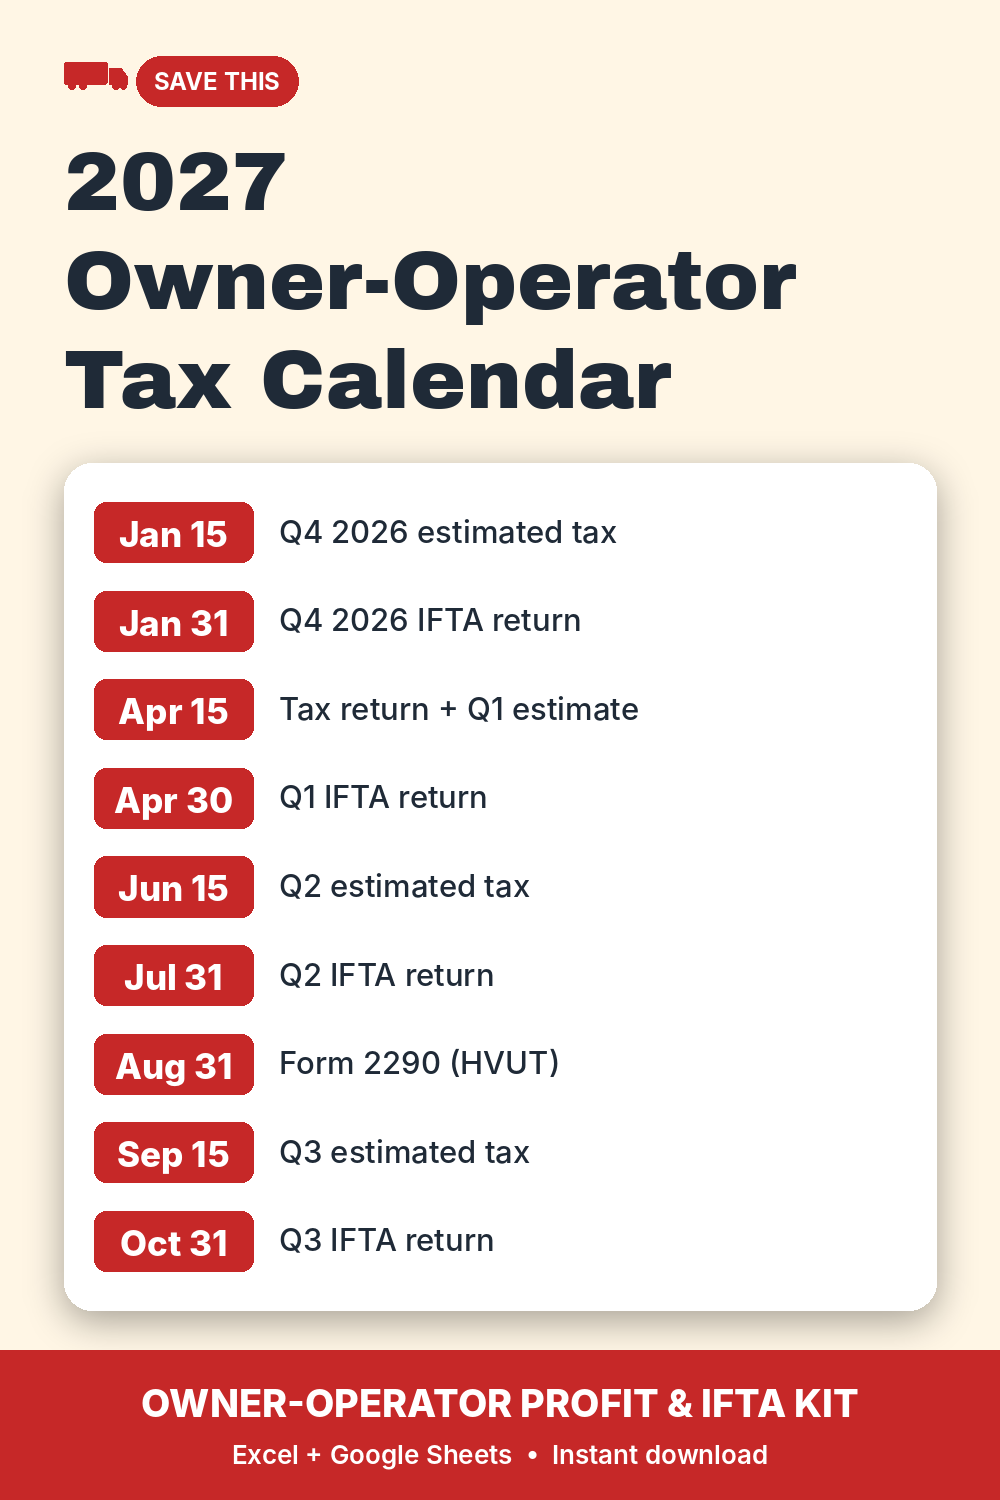 SAVE THIS
2027
Owner-Operator
Tax Calendar
Jan 15 Q4 2026 estimated tax
Jan 31 Q4 2026 IFTA return
Apr 15 Tax return + Q1 estimate
Apr 30 Q1 IFTA return
Jun 15 Q2 estimated tax
Jul 31 Q2 IFTA return
Aug 31 Form 2290 (HVUT)
Sep 15 Q3 estimated tax
Oct 31 Q3 IFTA return
OWNER-OPERATOR PROFIT & IFTA KIT
Excel + Google Sheets • Instant download